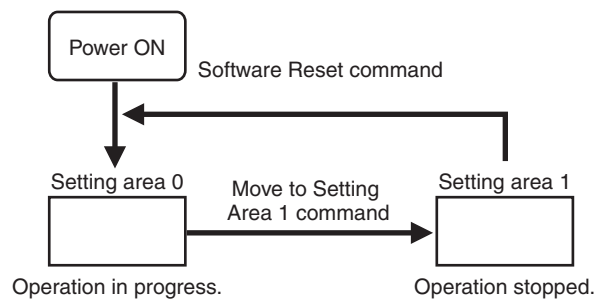 Power ON
Software Reset command
Setting area 0
Move to Setting
Area 1 command
Setting area 1
Operation in progress.
Operation stopped.